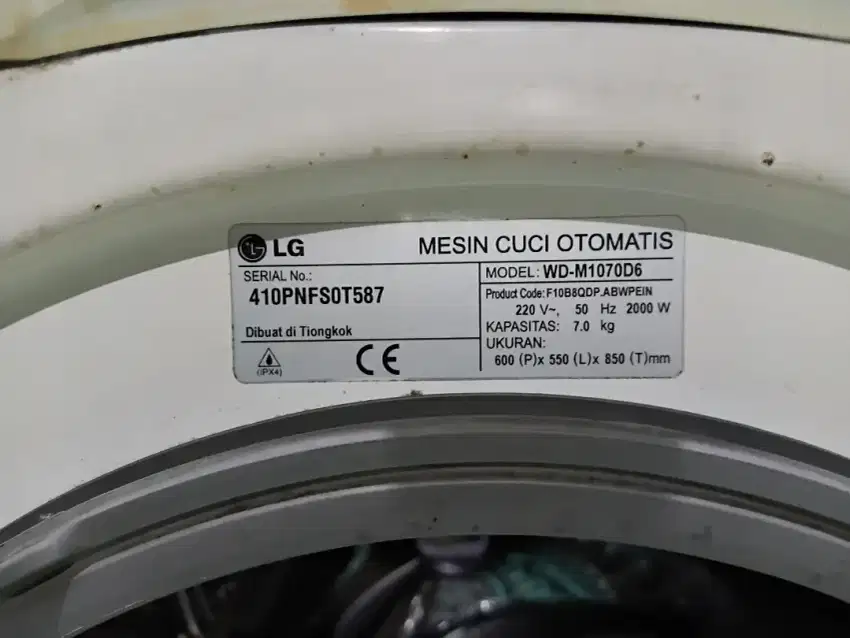 LG
MESIN CUCI OTOMATIS
SERIAL No.:
410PNFS0T587
Dibuat di Tiongkok
(IPX4)
CE
MODEL: WD-M1070D6
Product Code: F10B8QDP.ABWPEIN
220 V~, 50 Hz 2000 W
KAPASITAS: 7.0 kg
UKURAN:
600 (P)x 550 (L)x 850 (T)mm